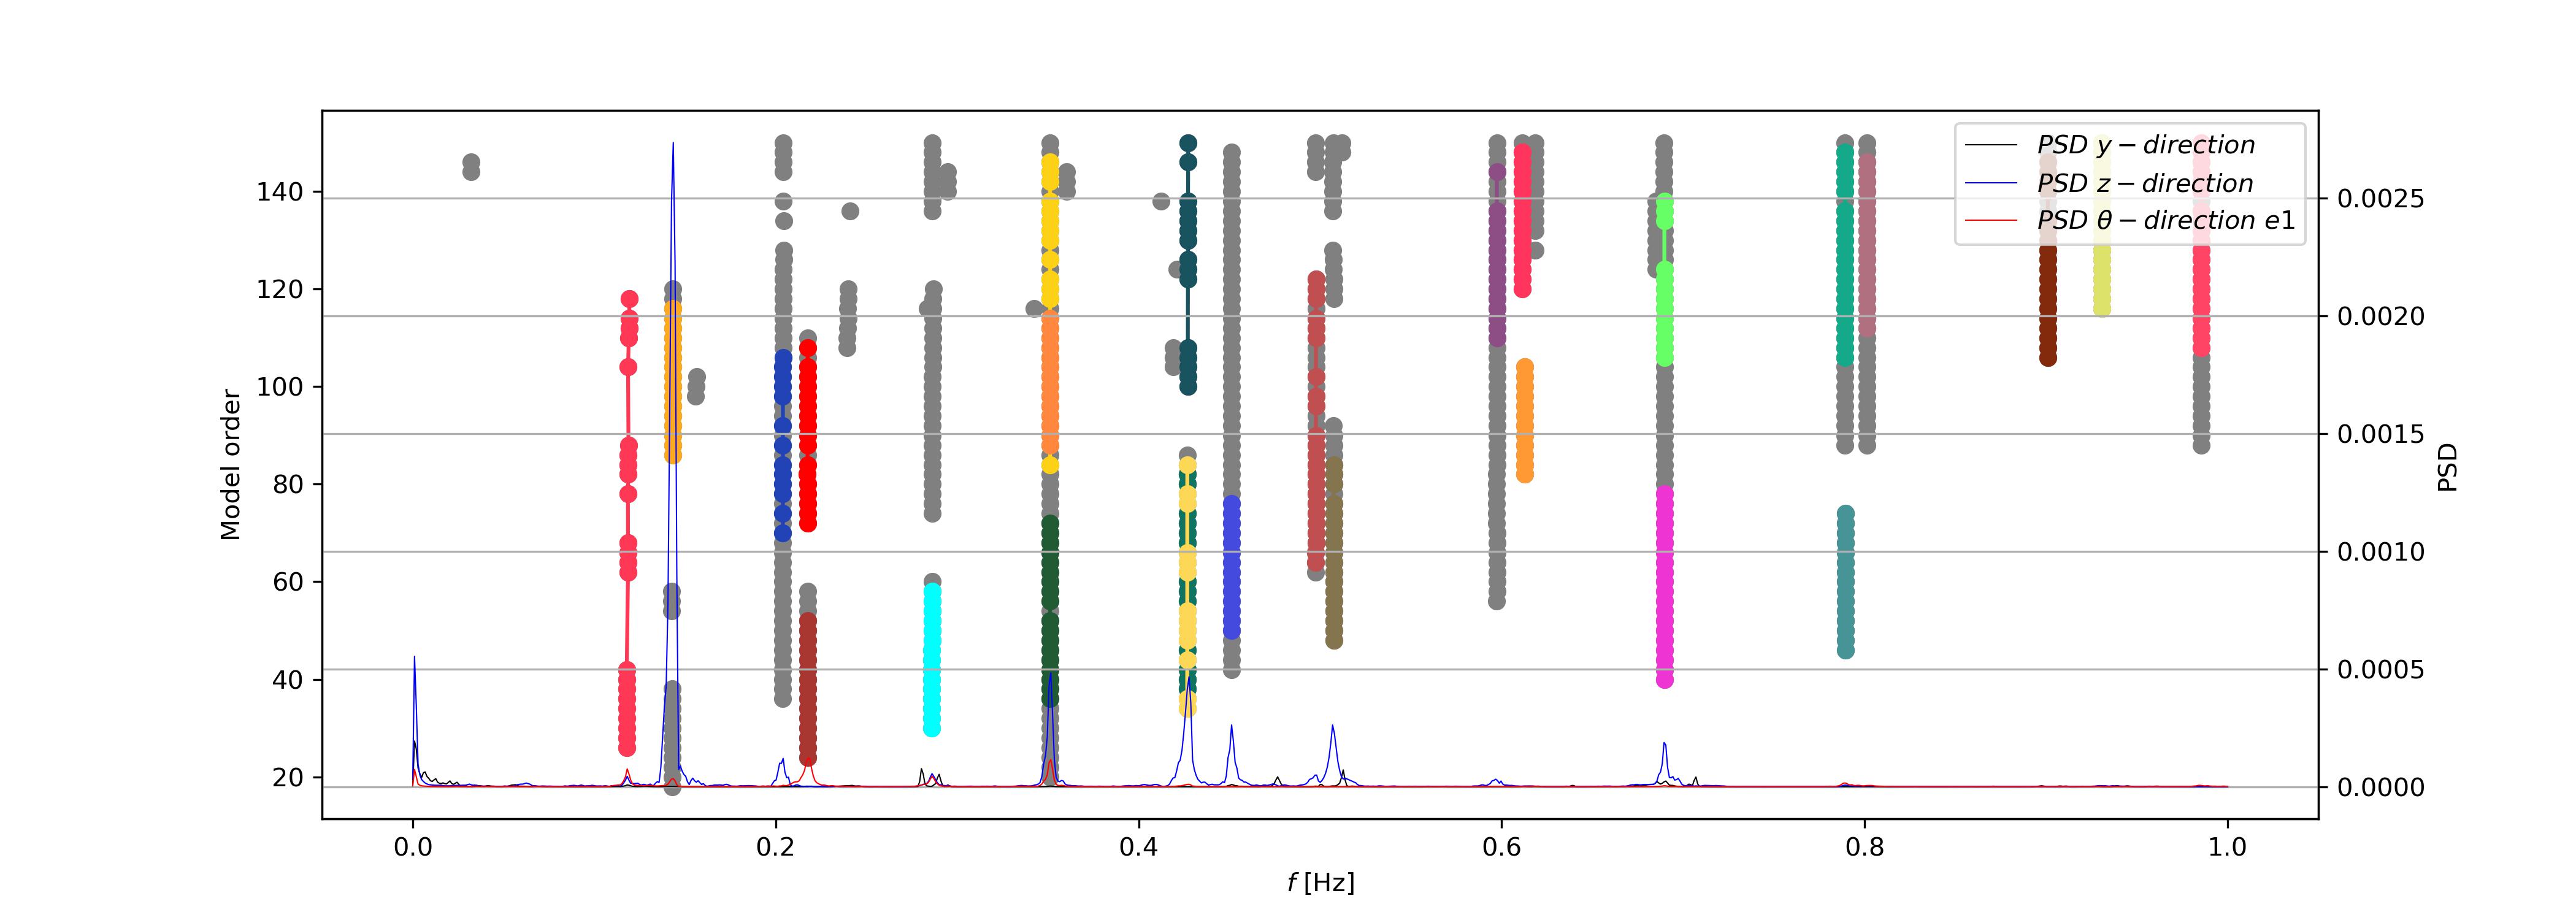 PSD y − direction
PSD z − direction
PSD θ − direction e1
Model order
140
120
100
80
60
40
20
0.0025
0.0020
0.0015
0.0010
0.0005
0.0000
PSD
0.0 0.2 0.4 0.6 0.8 1.0
f [Hz]